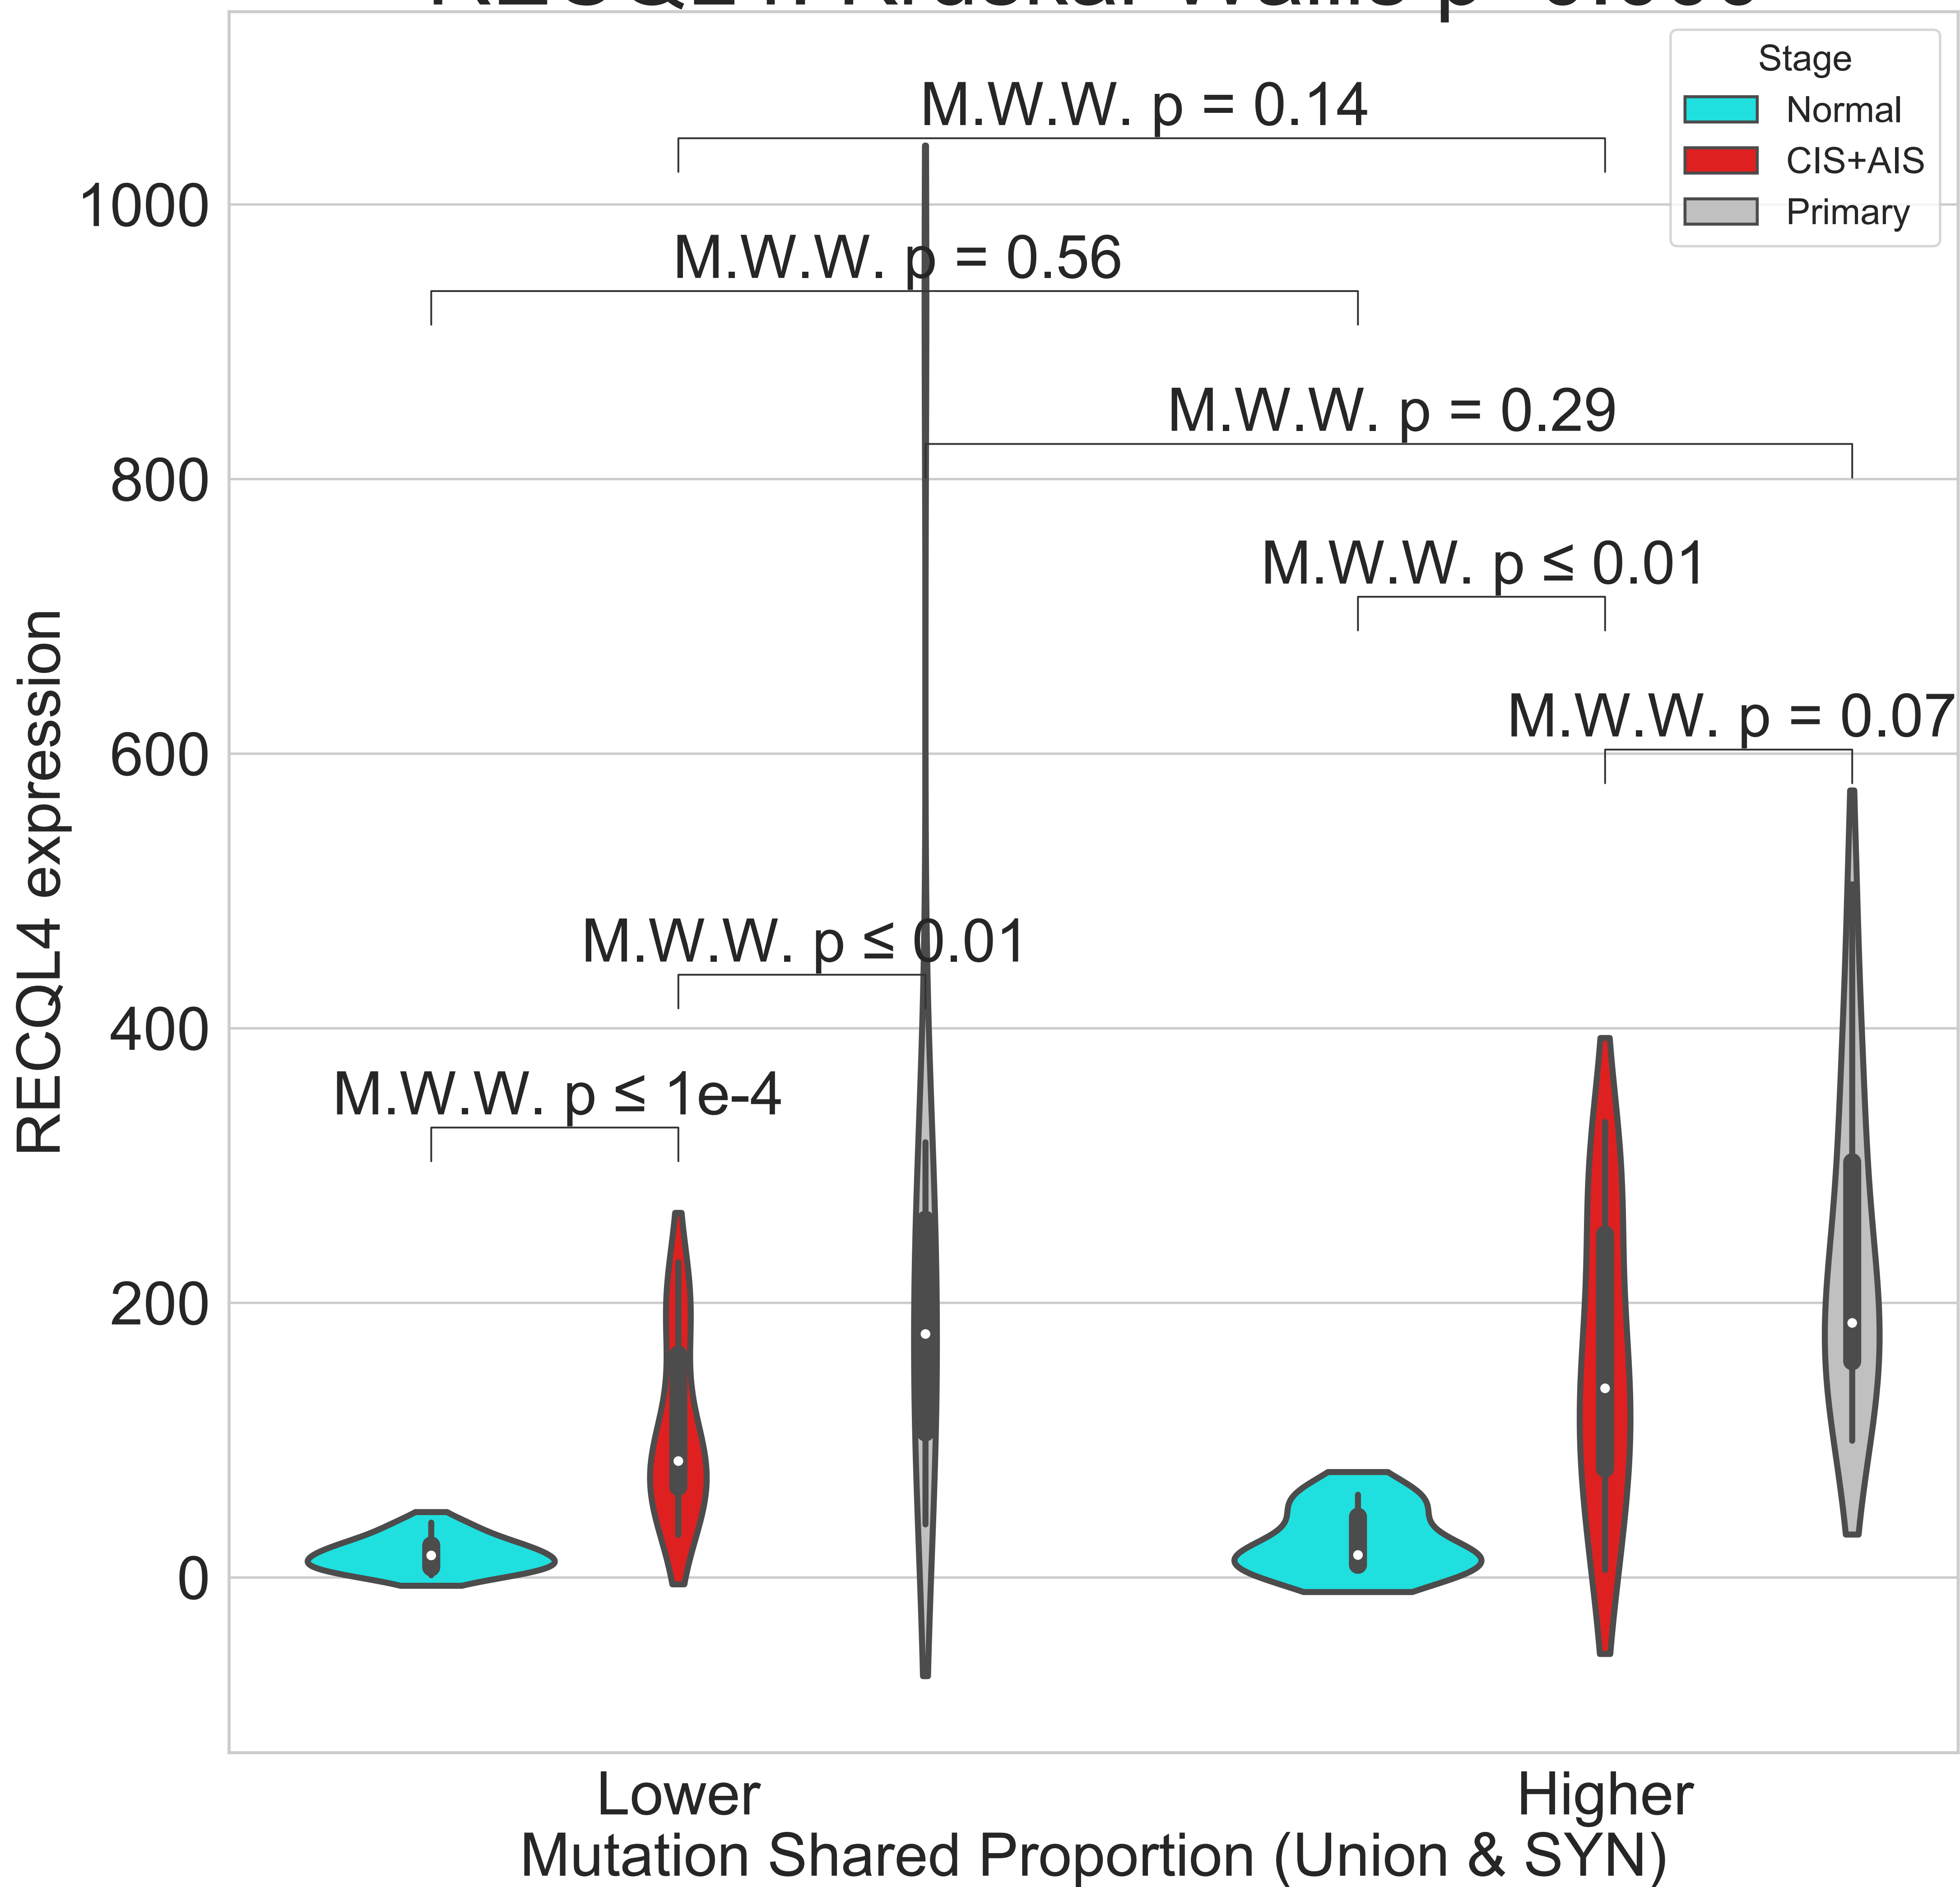 Stage
Normal
CIS+AIS
Primary
M.W.W. p = 0.14
M.W.W. p = 0.56
M.W.W. p = 0.29
M.W.W. p ≤ 0.01
M.W.W. p = 0.07
M.W.W. p ≤ 0.01
M.W.W. p ≤ 1e-4
1000
800
600
400
200
0
RECQL4 expression
Lower
Higher
Mutation Shared Proportion (Union & SYN)